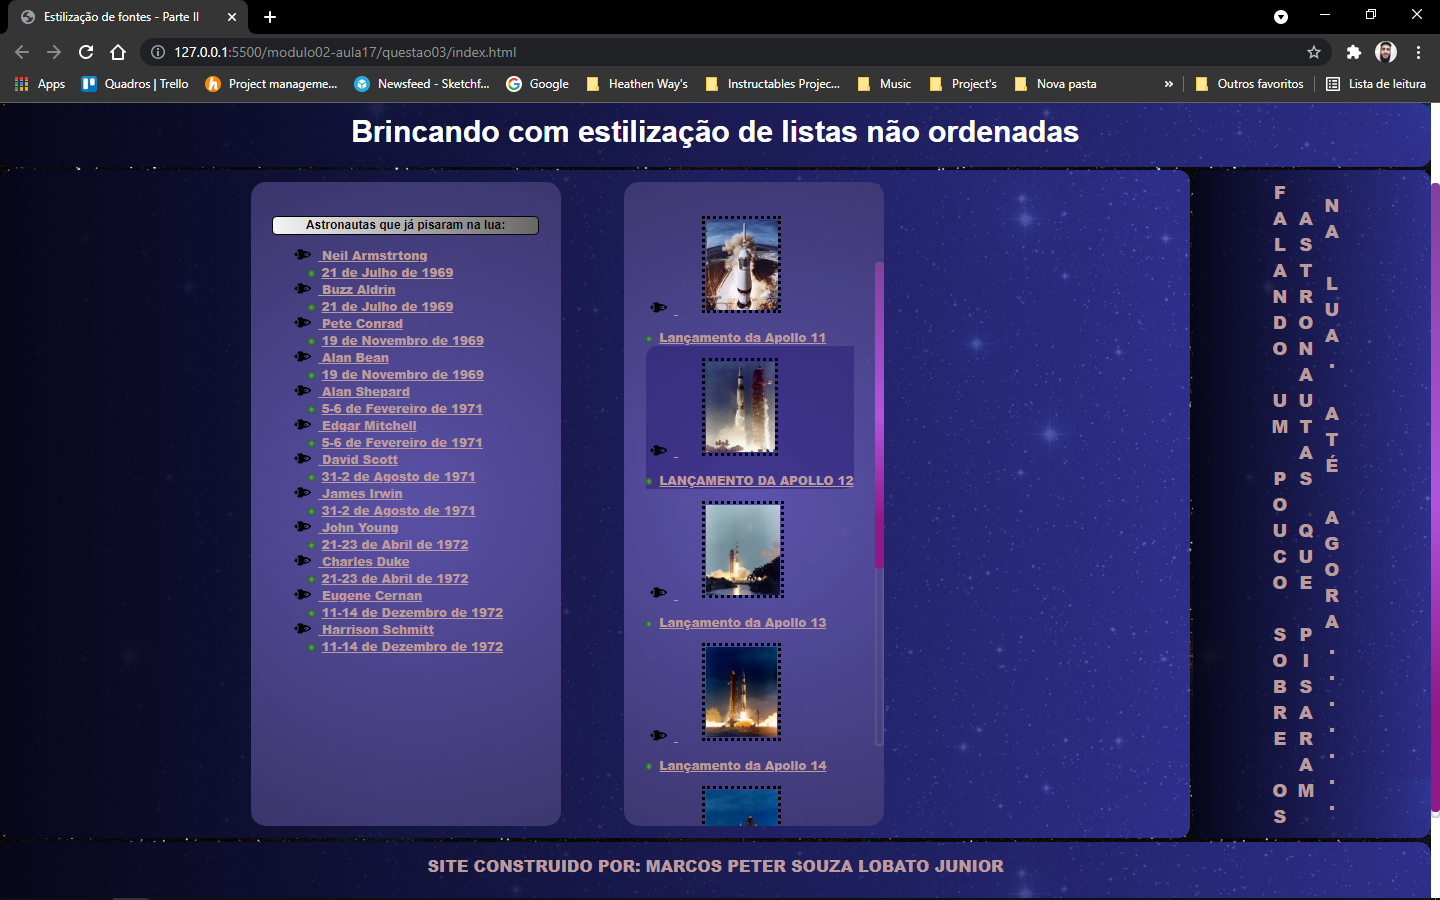 Estilização de fontes - Parte II
127.0.0.1:5500/modulo02-aula17/questao03/index.html
Apps
Quadros | Trello
Project manageme...
Newsfeed - Sketchf...
Google
Heathen Way's
Instructables Projec...
Music
Project's
Nova pasta
»
Outros favoritos
Lista de leitura
Brincando com estilização de listas não ordenadas
Astronautas que já pisaram na lua:
Neil Armstrtong
21 de Julho de 1969
Buzz Aldrin
21 de Julho de 1969
Pete Conrad
19 de Novembro de 1969
Alan Bean
19 de Novembro de 1969
Alan Shepard
5-6 de Fevereiro de 1971
Edgar Mitchell
5-6 de Fevereiro de 1971
David Scott
31-2 de Agosto de 1971
James Irwin
31-2 de Agosto de 1971
John Young
21-23 de Abril de 1972
Charles Duke
21-23 de Abril de 1972
Eugene Cernan
11-14 de Dezembro de 1972
Harrison Schmitt
11-14 de Dezembro de 1972
Lançamento da Apollo 11
LANÇAMENTO DA APOLLO 12
Lançamento da Apollo 13
Lançamento da Apollo 14
FALANDO UM POUCO SOBRE OS
ASTRONAUTAS QUE PISARAM
NA LUA. ATÉ AGORA.......
SITE CONSTRUIDO POR: MARCOS PETER SOUZA LOBATO JUNIOR